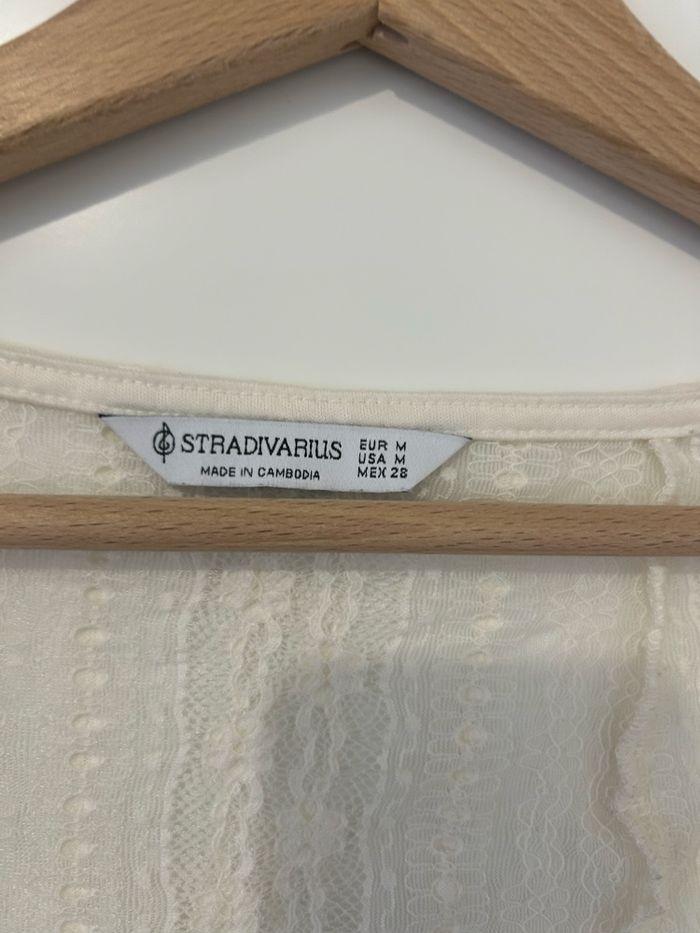 STRADIVARIUS
MADE IN CAMBODIA
EUR M
USA M
MEX 28